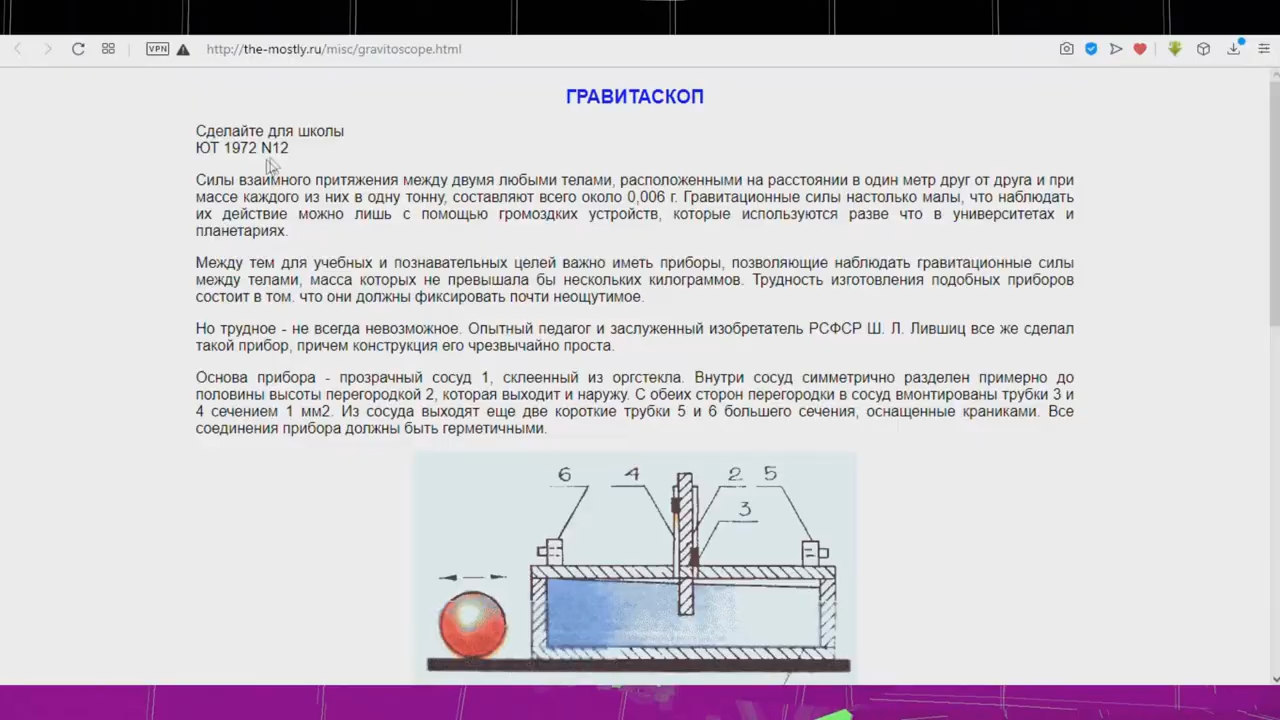 VPN
http://the-mostly.ru/misc/gravitoscope.html
ГРАВИТАСКОП
Сделайте для школы
ЮТ 1972 N12
Силы взаимного притяжения между двумя любыми телами, расположенными на расстоянии в один метр друг от друга и при
массе каждого из них в одну тонну, составляют всего около 0,006 г. Гравитационные силы настолько малы, что наблюдать
их действие можно лишь с помощью громоздких устройств, которые используются разве что в университетах и
планетариях.
Между тем для учебных и познавательных целей важно иметь приборы, позволяющие наблюдать гравитационные силы
между телами, масса которых не превышала бы нескольких килограммов. Трудность изготовления подобных приборов
состоит в том. что они должны фиксировать почти неощутимое.
Но трудное - не всегда невозможное. Опытный педагог и заслуженный изобретатель РСФСР Ш. Л. Лившиц все же сделал
такой прибор, причем конструкция его чрезвычайно проста.
Основа прибора - прозрачный сосуд 1, склеенный из оргстекла. Внутри сосуд симметрично разделен примерно до
половины высоты перегородкой 2, которая выходит и наружу. С обеих сторон перегородки в сосуд вмонтированы трубки 3 и
4 сечением 1 мм2. Из сосуда выходят еще две короткие трубки 5 и 6 большего сечения, оснащенные краниками. Все
соединения прибора должны быть герметичными.
6 4 2 5
3